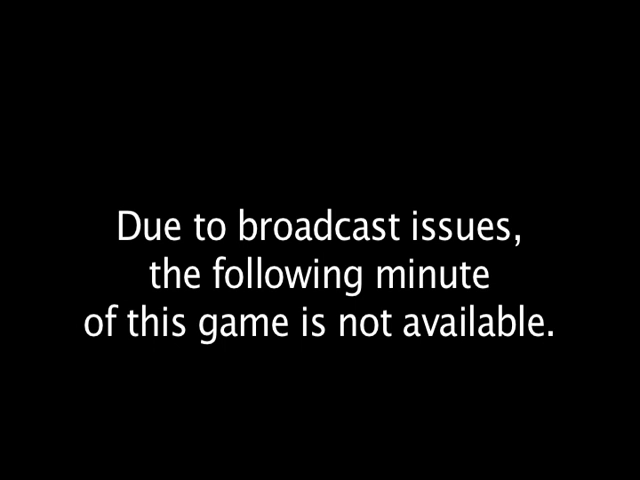 Due to broadcast issues,
the following minute
of this game is not available.